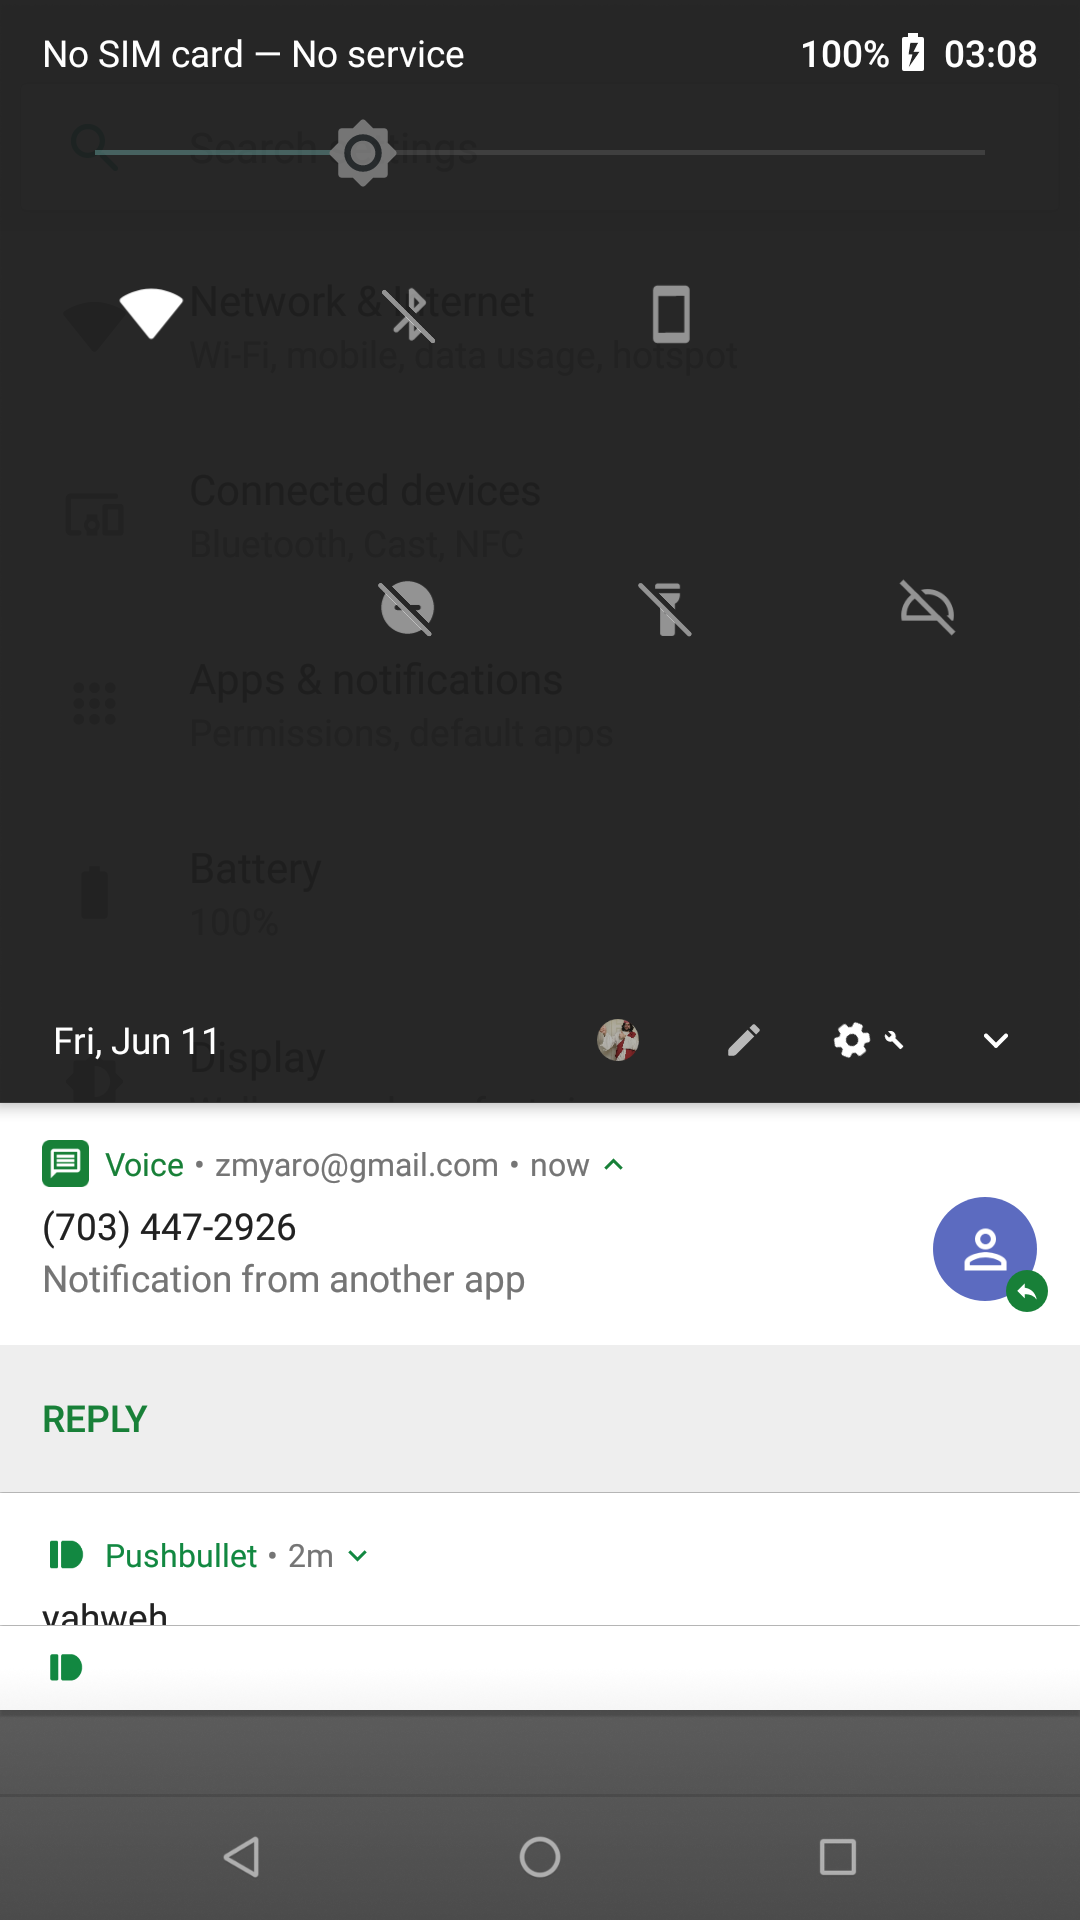 No SIM card — No service
100% 03:08
Search settings
Network & Internet
Wi-Fi, mobile, data usage, hotspot
Connected devices
Bluetooth, Cast, NFC
Apps & notifications
Permissions, default apps
Battery
100%
Fri, Jun 11
Display
Voice • zmyaro@gmail.com • now
(703) 447-2926
Notification from another app
REPLY
Pushbullet • 2m
yahweh